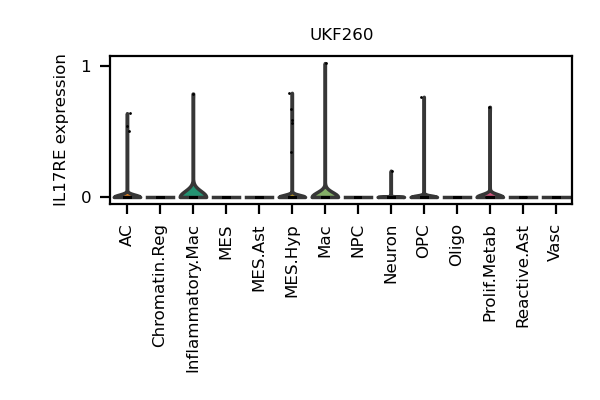 UKF260
IL17RE expression
1
0
AC
Chromatin.Reg
Inflammatory.Mac
MES
MES.Ast
MES.Hyp
Mac
NPC
Neuron
OPC
Oligo
Prolif.Metab
Reactive.Ast
Vasc